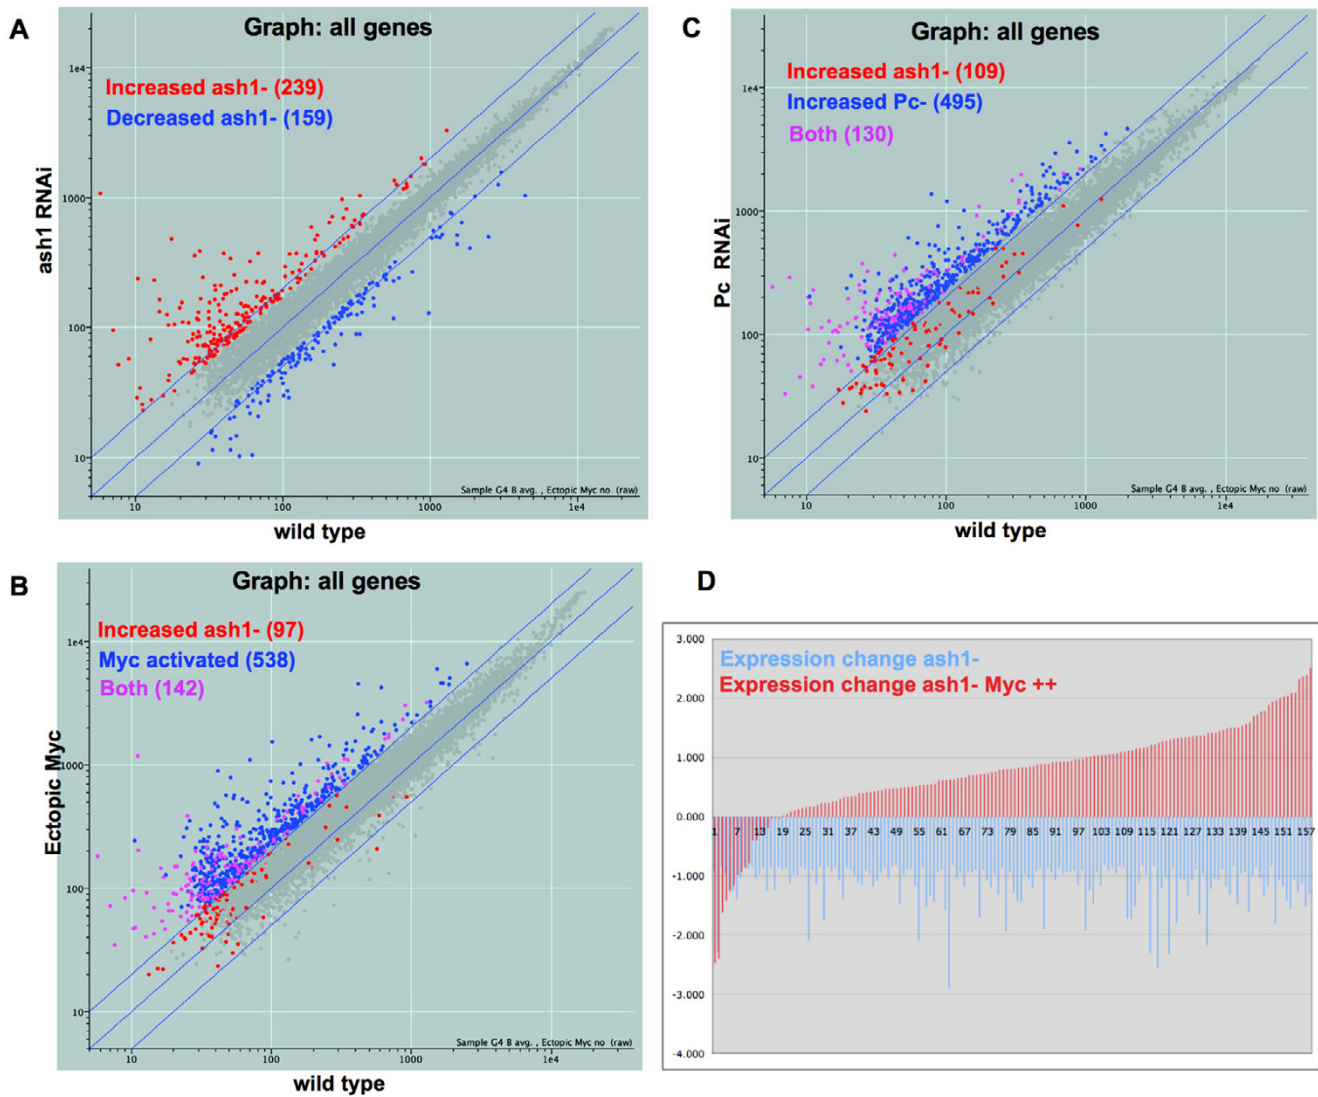 A
Graph: all genes
Increased ash1- (239)
Decreased ash1- (159)
1e4
1000
100
10
ash1 RNAi
Sample G4 B avg. , Ectopic Myc no (raw)
10
100
1000
1e4
wild type
C
Graph: all genes
Increased ash1- (109)
Increased Pc- (495)
Both (130)
1e4
1000
100
10
Pc RNAi
Sample G4 B avg. , Ectopic Myc no (raw)
10
100
1000
1e4
wild type
B
Graph: all genes
Increased ash1- (97)
Myc activated (538)
Both (142)
1e4
1000
100
10
Ectopic Myc
Sample G4 B avg. , Ectopic Myc no (raw)
10
100
1000
1e4
wild type
D
Expression change ash1-
Expression change ash1- Myc ++
3.000
2.000
1.000
0.000
-1.000
-2.000
-3.000
-4.000
1 7 13 19 25 31 37 43 49 55 61 67 73 79 85 91 97 103 109 115 121 127 133 139 145 151 157